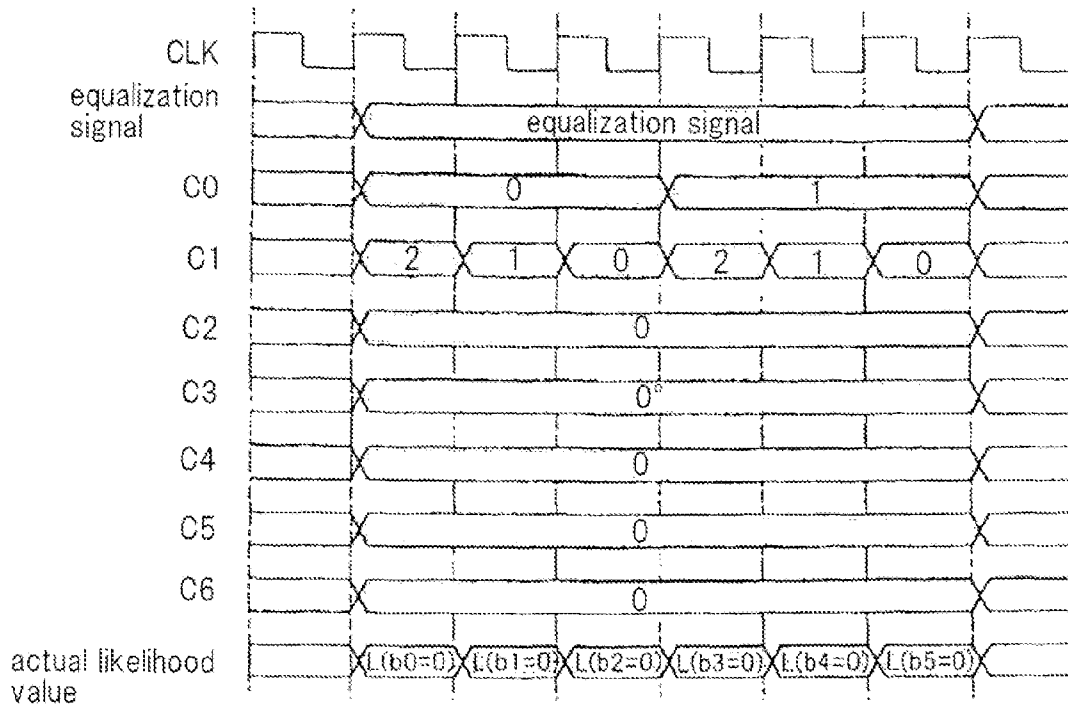 CLK
equalization
signal
equalization signal
C0
0 1
C1
2 1 0 2 1 0
C2
0
C3
0
C4
0
C5
0
C6
0
actual likelihood
value
L(b0=0) L(b1=0) L(b2=0) L(b3=0) L(b4=0) L(b5=0)